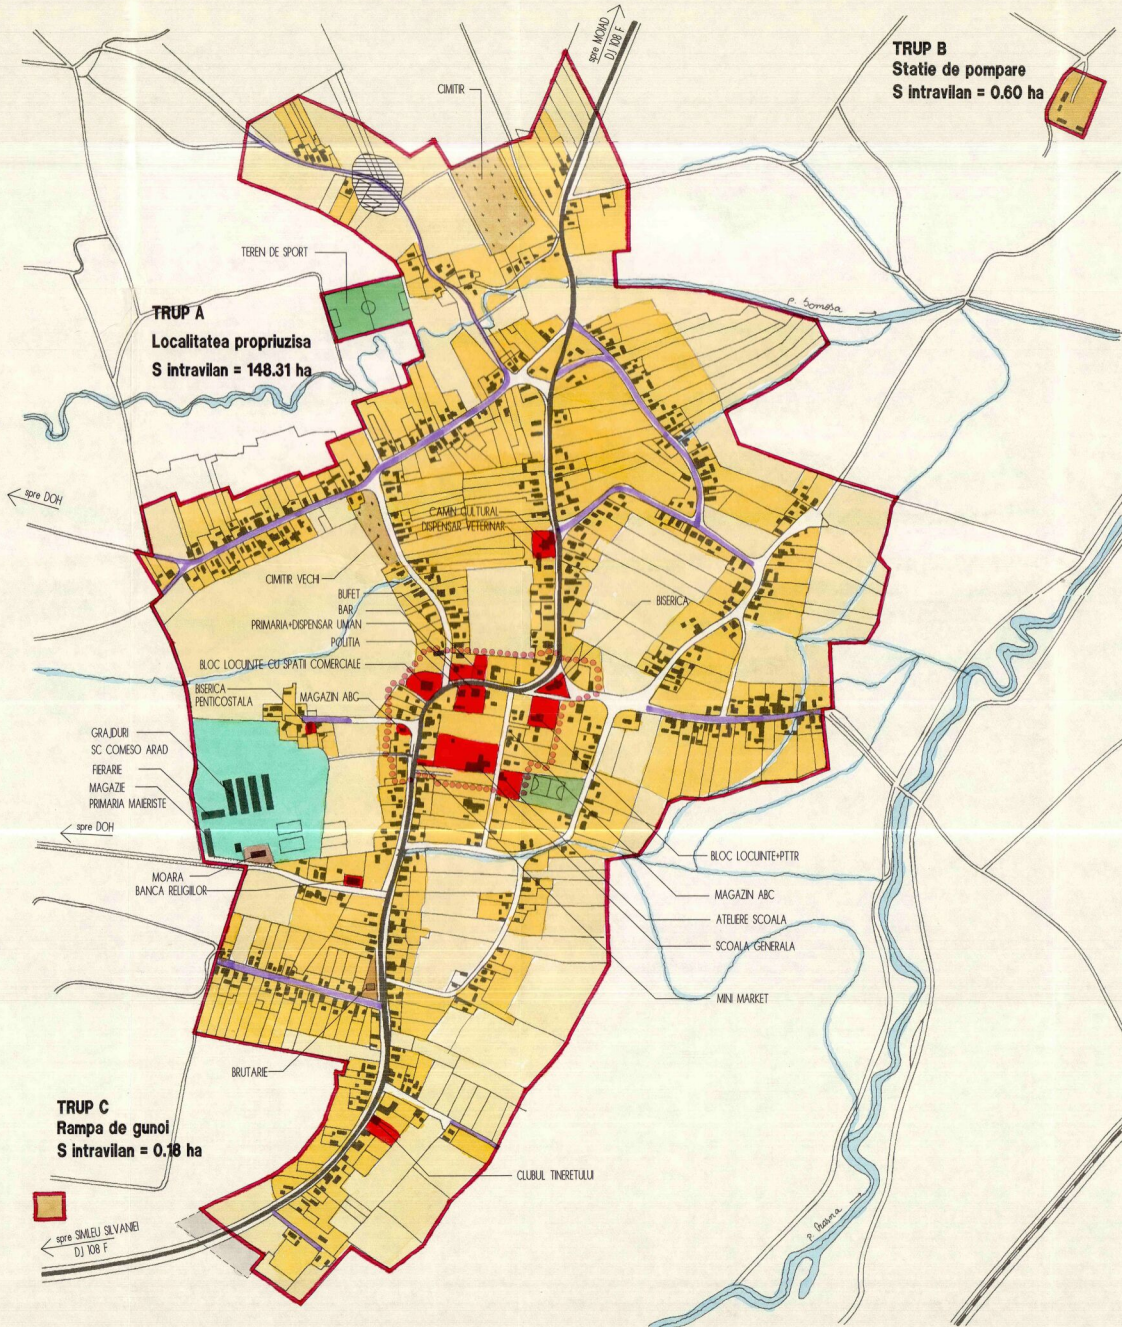 spre MOIAD
DJ 108 F
TRUP B
Statie de pompare
S intravilan = 0.60 ha
CIMITIR
TEREN DE SPORT
TRUP A
Localitatea propriuzisa
S intravilan = 148.31 ha
p. Somosa
spre DOH
CAMIN CULTURAL
DISPENSAR VETERINAR
CIMITIR VECHI
BUFET
BAR
PRIMARIA+DISPENSAR UMAN
POLITIA
BLOC LOCUINTE CU SPATII COMERCIALE
BISERICA
BISERICA
PENTICOSTALA
MAGAZIN ABC
GRAJDURI
SC COMESO ARAD
FIERARIE
MAGAZIE
PRIMARIA MAIERISTE
spre DOH
MOARA
BANCA RELIGIILOR
BLOC LOCUINTE+PTTR
MAGAZIN ABC
ATELIERE SCOALA
SCOALA GENERALA
MINI MARKET
BRUTARIE
TRUP C
Rampa de gunoi
S intravilan = 0.18 ha
CLUBUL TINERETULUI
spre SIMLEU SILVANIEI
DJ 108 F
p. Crasna